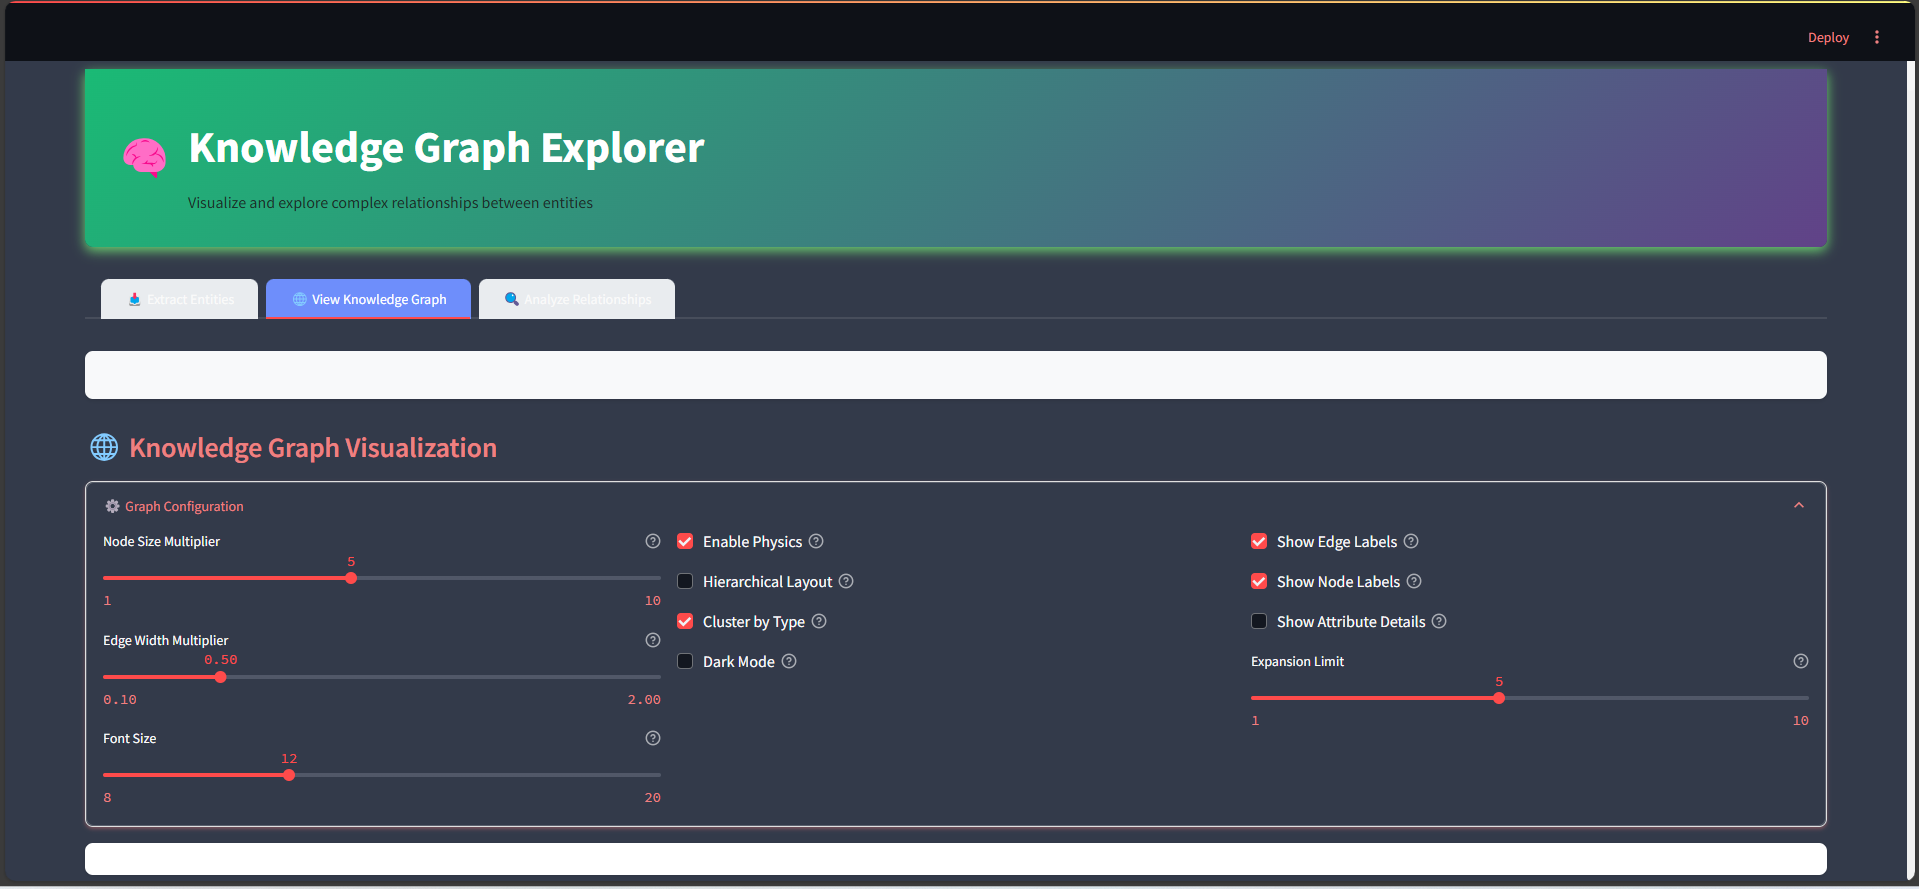 Deploy
Knowledge Graph Explorer
Visualize and explore complex relationships between entities
Extract Entities
View Knowledge Graph
Analyze Relationships
Knowledge Graph Visualization
Graph Configuration
Node Size Multiplier
5
1
10
Edge Width Multiplier
0.50
0.10
2.00
Font Size
12
8
20
Enable Physics
Hierarchical Layout
Cluster by Type
Dark Mode
Show Edge Labels
Show Node Labels
Show Attribute Details
Expansion Limit
5
1
10